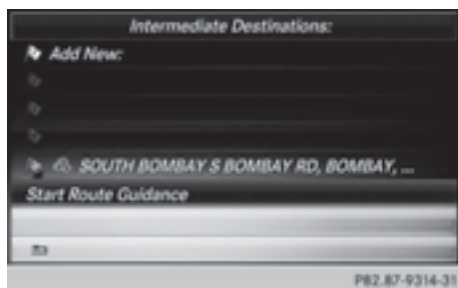 Intermediate Destinations:
Add New:
SOUTH BOMBAY S BOMBAY RD, BOMBAY, ...
Start Route Guidance
P82.87-9314-31